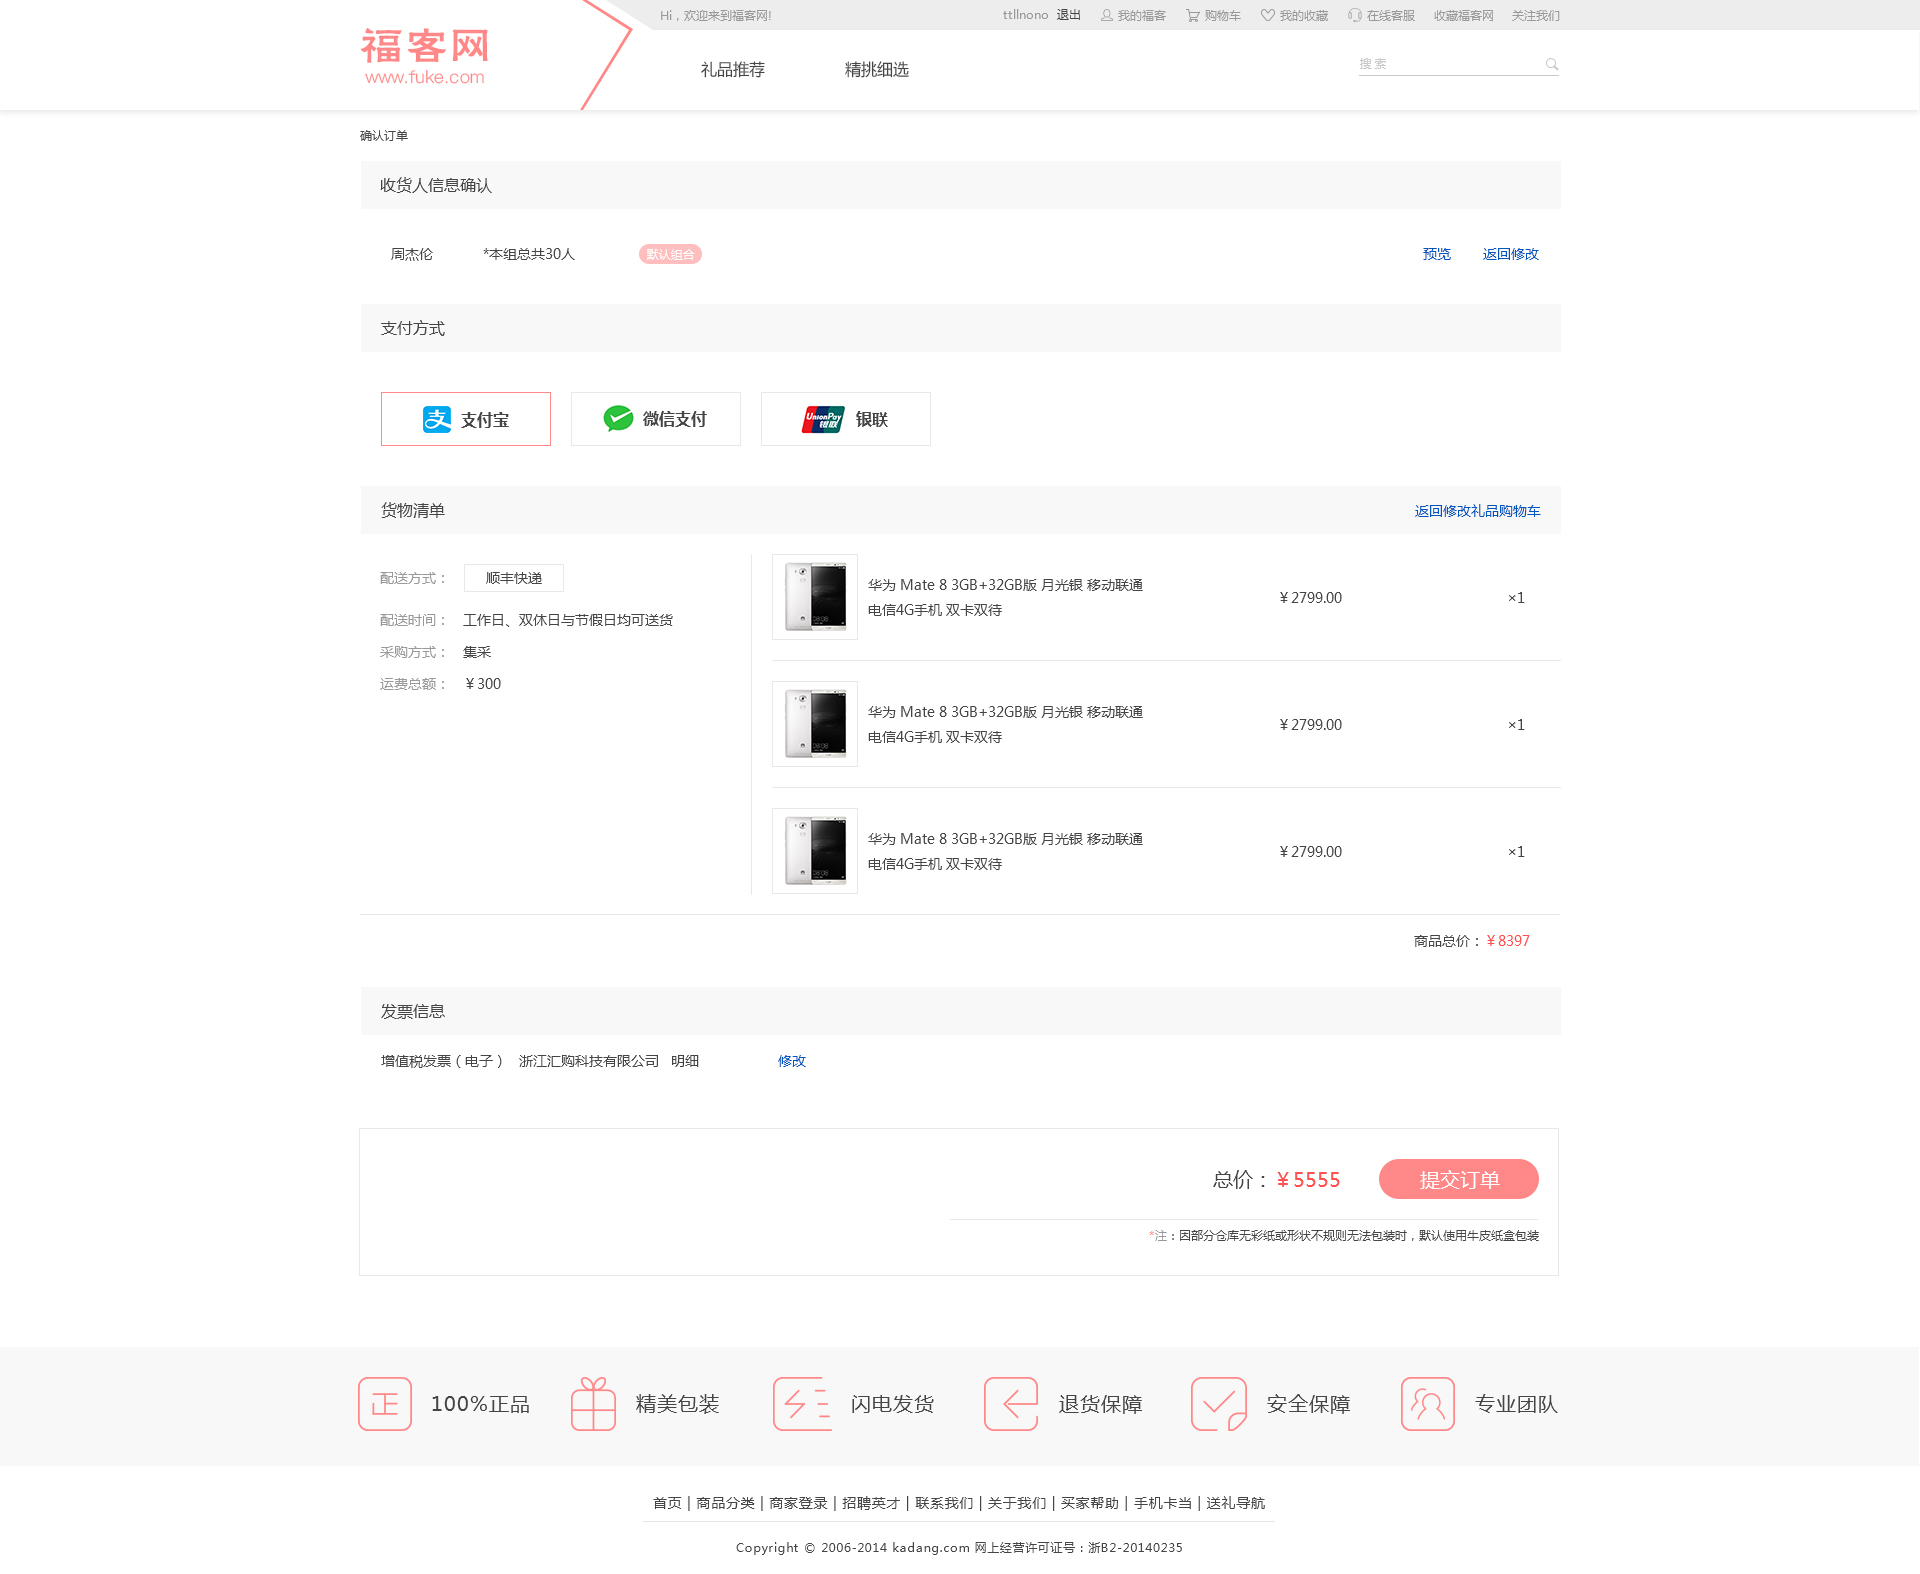 Hi，欢迎来到福客网!
ttllnono 退出 我的福客 购物车 我的收藏 在线客服 收藏福客网 关注我们
福客网
www.fuke.com
礼品推荐 精挑细选 搜索
确认订单
收货人信息确认
周杰伦 *本组总共30人 默认组合 预览 返回修改
支付方式
支付宝 微信支付 UnionPay 银联 银联
货物清单 返回修改礼品购物车
配送方式： 顺丰快递
配送时间： 工作日、双休日与节假日均可送货
采购方式： 集采
运费总额： ¥300
华为 Mate 8 3GB+32GB版 月光银 移动联通
电信4G手机 双卡双待
¥2799.00 ×1
华为 Mate 8 3GB+32GB版 月光银 移动联通
电信4G手机 双卡双待
¥2799.00 ×1
华为 Mate 8 3GB+32GB版 月光银 移动联通
电信4G手机 双卡双待
¥2799.00 ×1
商品总价：¥8397
发票信息
增值税发票（电子） 浙江汇购科技有限公司 明细 修改
总价：¥5555 提交订单
*注：因部分仓库无彩纸或形状不规则无法包装时，默认使用牛皮纸盒包装
正 100%正品 精美包装 闪电发货 退货保障 安全保障 专业团队
首页 | 商品分类 | 商家登录 | 招聘英才 | 联系我们 | 关于我们 | 买家帮助 | 手机卡当 | 送礼导航
Copyright © 2006-2014 kadang.com 网上经营许可证号：浙B2-20140235